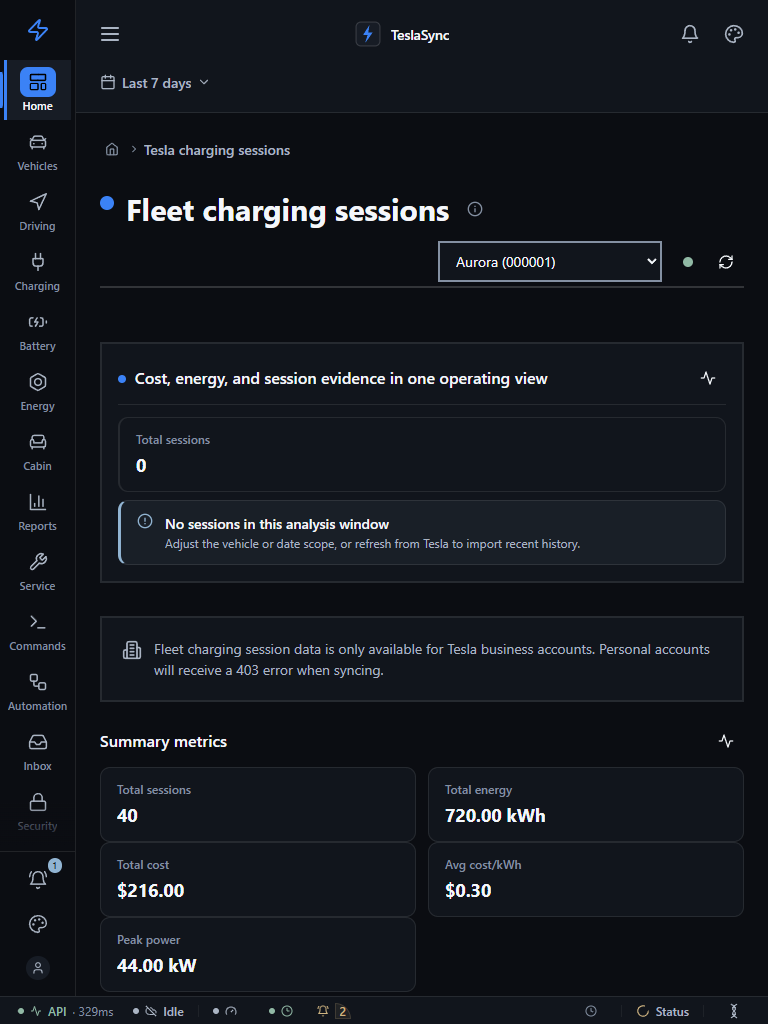 TeslaSync
Last 7 days
Home
Vehicles
Driving
Charging
Battery
Energy
Cabin
Reports
Service
Commands
Automation
Inbox
Security
1
Tesla charging sessions
Fleet charging sessions
Aurora (000001)
Cost, energy, and session evidence in one operating view
Total sessions
0
No sessions in this analysis window
Adjust the vehicle or date scope, or refresh from Tesla to import recent history.
Fleet charging session data is only available for Tesla business accounts. Personal accounts
will receive a 403 error when syncing.
Summary metrics
Total sessions
40
Total energy
720.00 kWh
Total cost
$216.00
Avg cost/kWh
$0.30
Peak power
44.00 kW
API · 329ms
Idle
2
Status